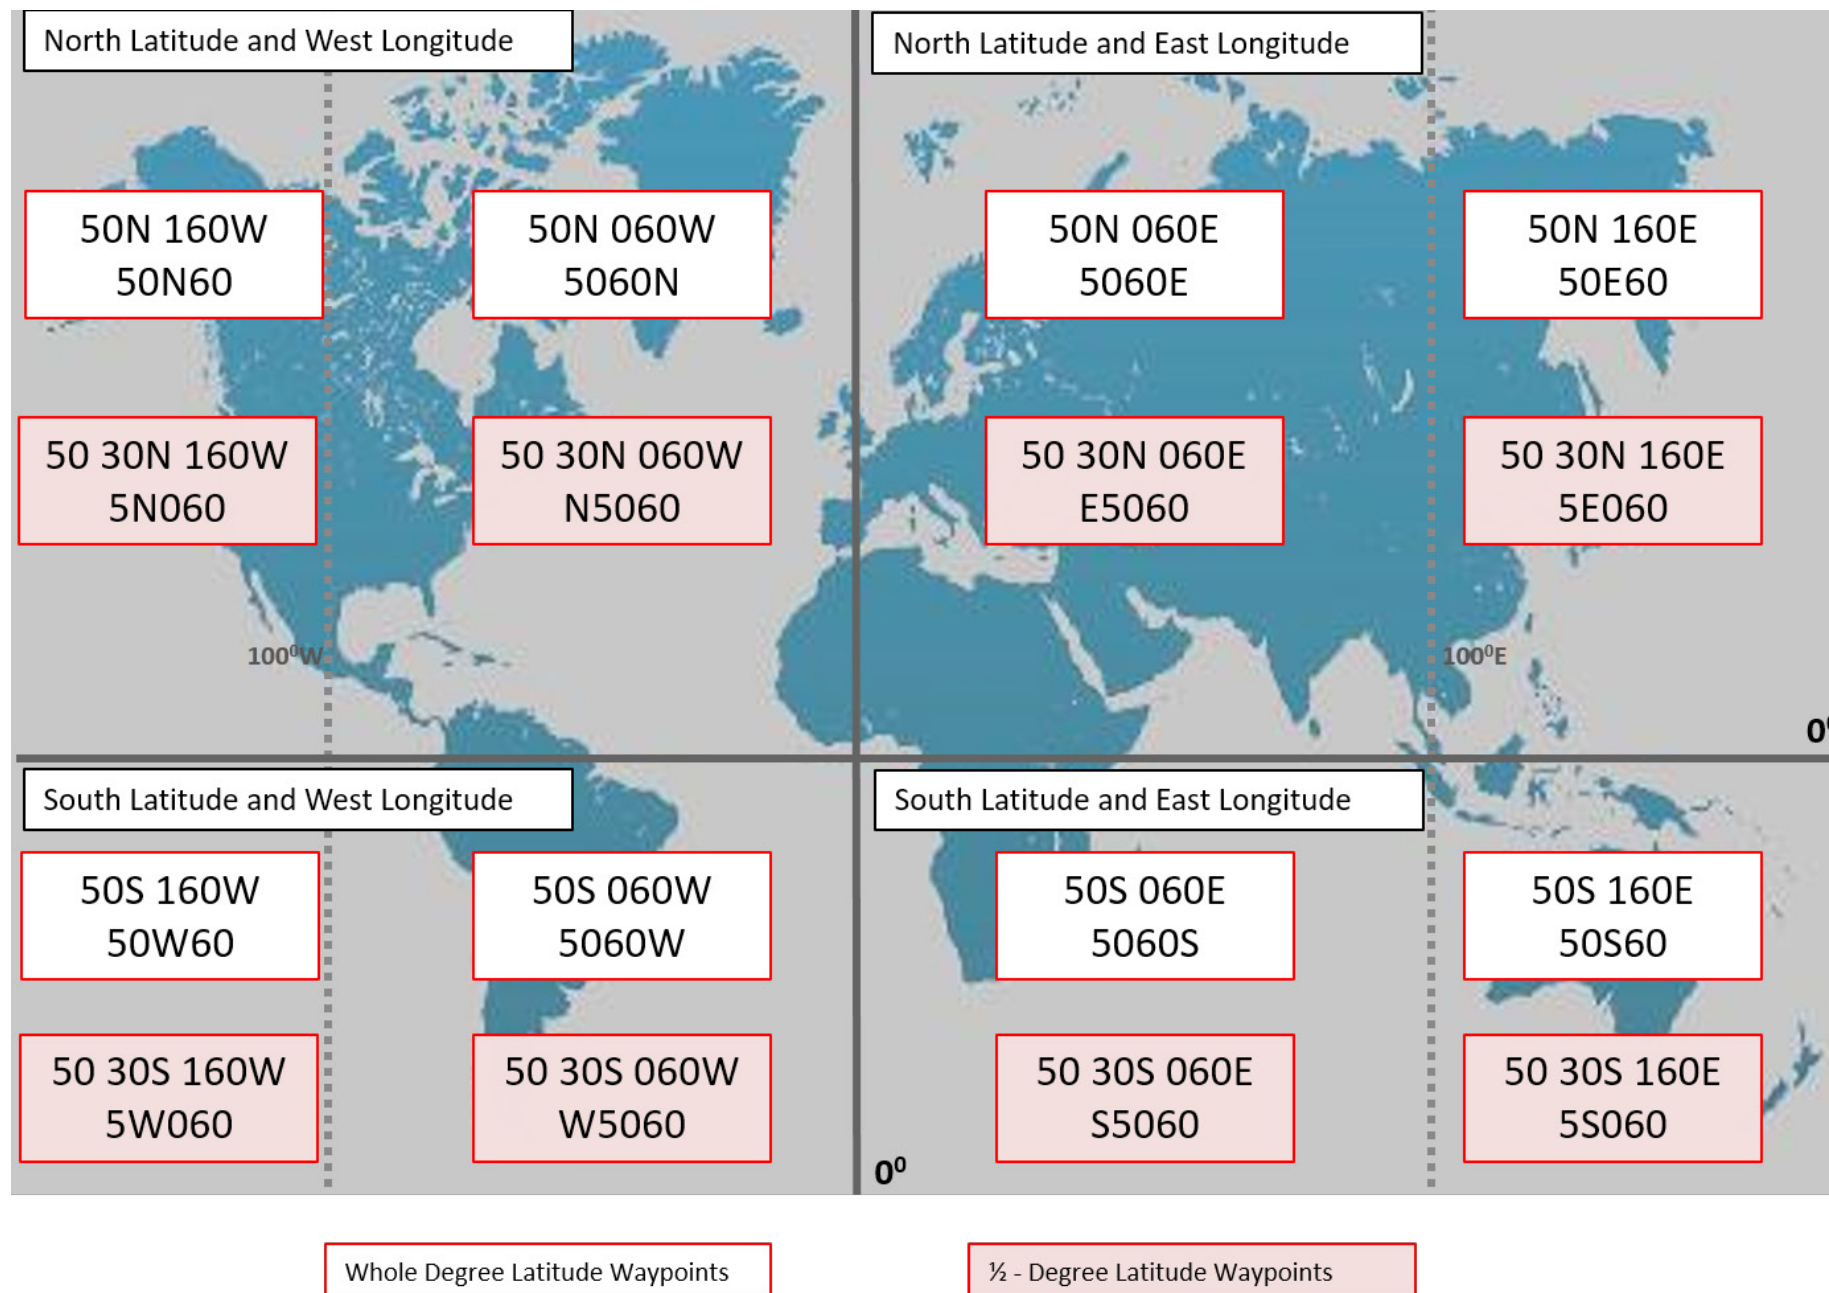 North Latitude and West Longitude
North Latitude and East Longitude
50N 160W
50N60
50N 060W
5060N
50N 060E
5060E
50N 160E
50E60
50 30N 160W
5N060
50 30N 060W
N5060
50 30N 060E
E5060
50 30N 160E
5E060
100⁰W
100⁰E
0⁰
South Latitude and West Longitude
South Latitude and East Longitude
50S 160W
50W60
50S 060W
5060W
50S 060E
5060S
50S 160E
50S60
50 30S 160W
5W060
50 30S 060W
W5060
50 30S 060E
S5060
50 30S 160E
5S060
0⁰
Whole Degree Latitude Waypoints
½ - Degree Latitude Waypoints